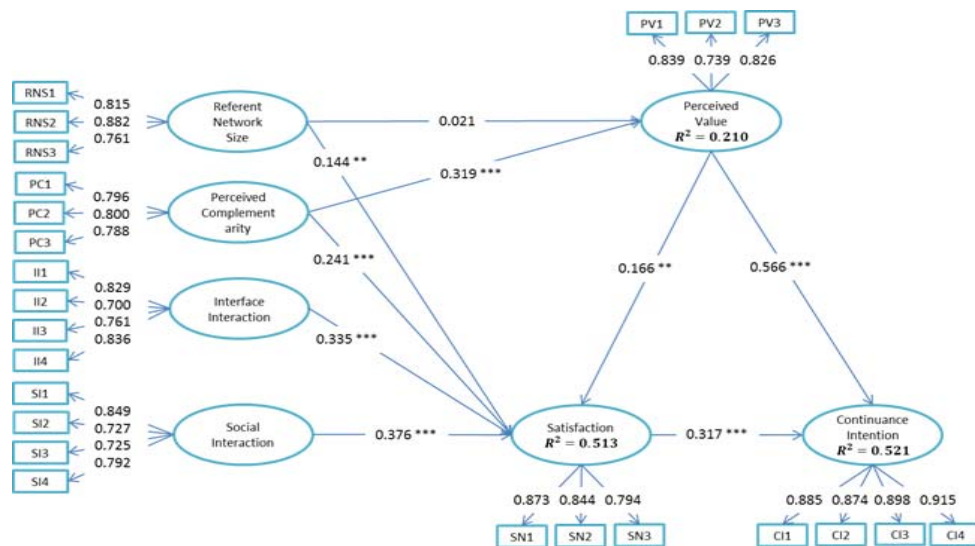 PV1
PV2
PV3
0.839
0.739
0.826
RNS1
RNS2
RNS3
0.815
0.882
0.761
Referent
Network
Size
0.021
Perceived
Value
R² = 0.210
0.144 **
0.319 ***
PC1
PC2
PC3
0.796
0.800
0.788
Perceived
Complement
arity
0.241 ***
0.166 **
0.566 ***
II1
II2
II3
II4
0.829
0.700
0.761
0.836
Interface
Interaction
0.335 ***
SI1
SI2
SI3
SI4
0.849
0.727
0.725
0.792
Social
Interaction
0.376 ***
Satisfaction
R² = 0.513
0.317 ***
Continuance
Intention
R² = 0.521
0.873
0.844
0.794
SN1
SN2
SN3
0.885
0.874
0.898
0.915
CI1
CI2
CI3
CI4